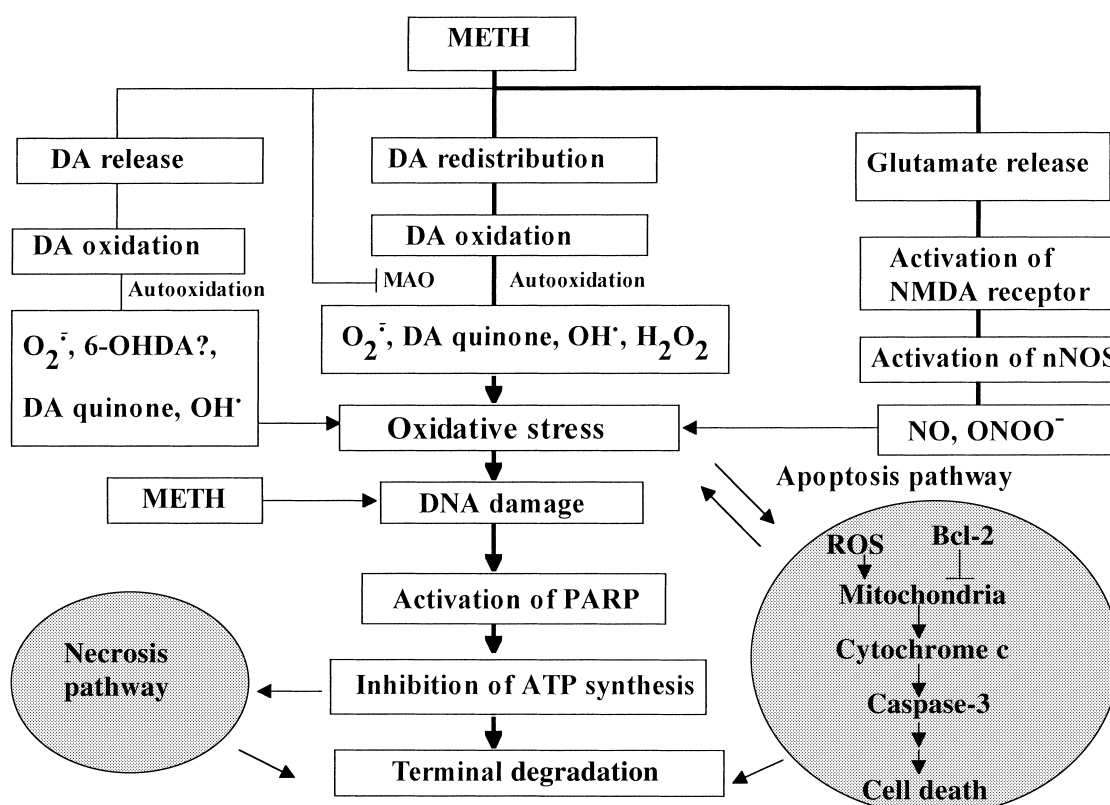 METH
DA release
DA redistribution
Glutamate release
DA oxidation
DA oxidation
Activation of
NMDA receptor
Autooxidation
MAO
Autooxidation
O₂⁻̇, 6-OHDA?,
DA quinone, OH˙
O₂⁻̇, DA quinone, OH˙, H₂O₂
Activation of nNOS
Oxidative stress
NO, ONOO⁻
METH
DNA damage
Apoptosis pathway
ROS
Bcl-2
Mitochondria
Cytochrome c
Caspase-3
Cell death
Activation of PARP
Necrosis
pathway
Inhibition of ATP synthesis
Terminal degradation